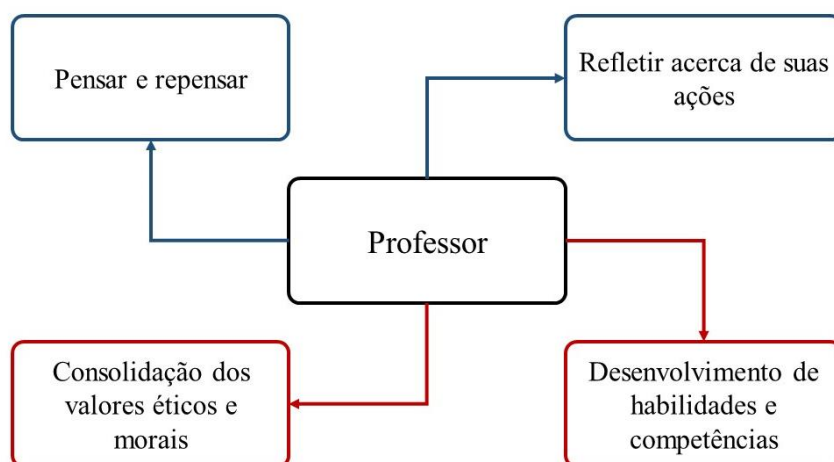 Pensar e repensar
Refletir acerca de suas
ações
Professor
Consolidação dos
valores éticos e
morais
Desenvolvimento de
habilidades e
competências